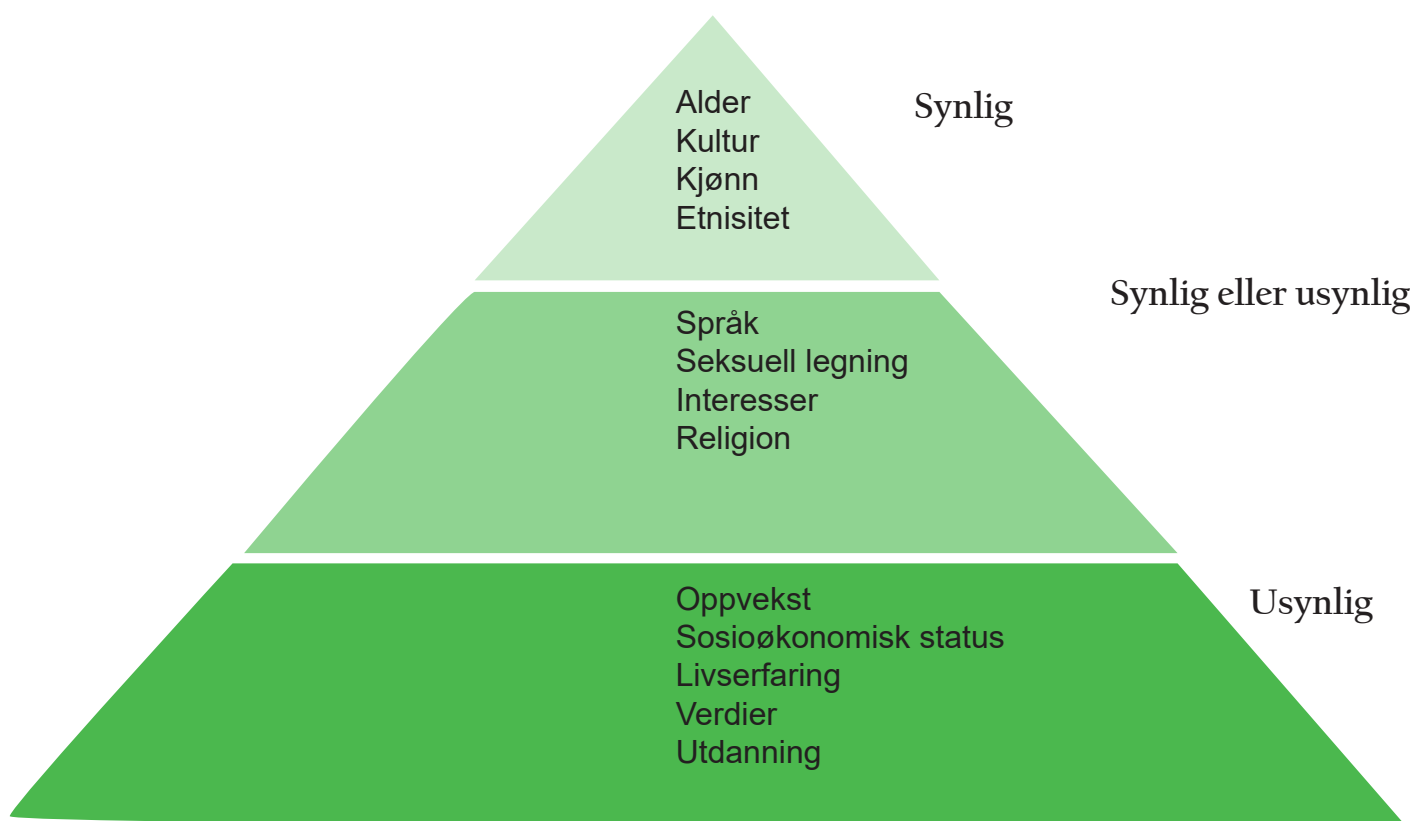 Alder
Kultur
Kjønn
Etnisitet
Synlig
Språk
Seksuell legning
Interesser
Religion
Synlig eller usynlig
Oppvekst
Sosioøkonomisk status
Livserfaring
Verdier
Utdanning
Usynlig